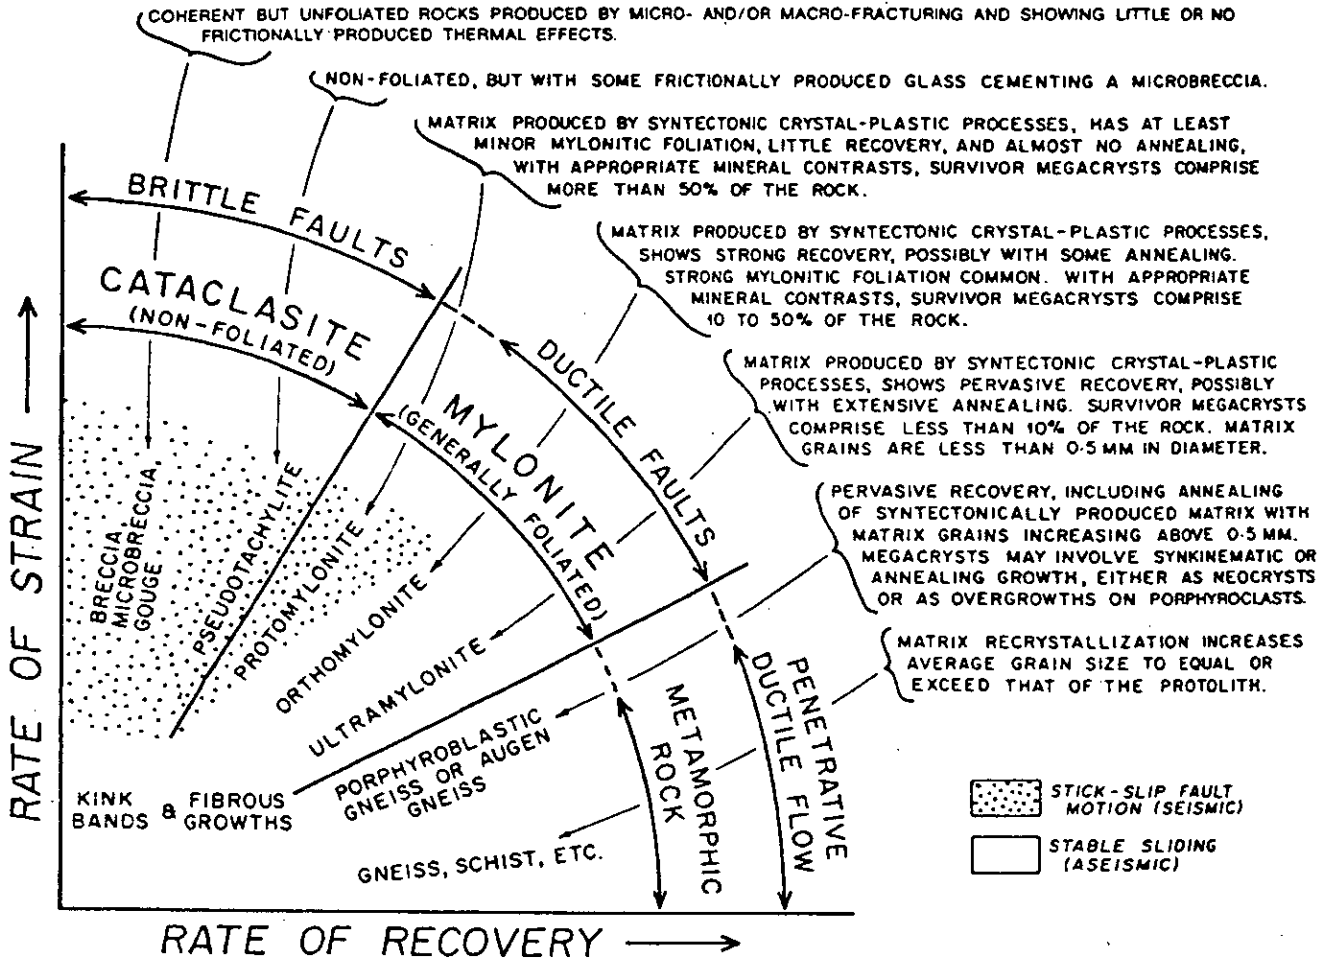 COHERENT BUT UNFOLIATED ROCKS PRODUCED BY MICRO- AND/OR MACRO-FRACTURING AND SHOWING LITTLE OR NO
FRICTIONALLY PRODUCED THERMAL EFFECTS.
NON-FOLIATED, BUT WITH SOME FRICTIONALLY PRODUCED GLASS CEMENTING A MICROBRECCIA.
MATRIX PRODUCED BY SYNTECTONIC CRYSTAL-PLASTIC PROCESSES, HAS AT LEAST
MINOR MYLONITIC FOLIATION, LITTLE RECOVERY, AND ALMOST NO ANNEALING,
WITH APPROPRIATE MINERAL CONTRASTS, SURVIVOR MEGACRYSTS COMPRISE
MORE THAN 50% OF THE ROCK.
MATRIX PRODUCED BY SYNTECTONIC CRYSTAL-PLASTIC PROCESSES,
SHOWS STRONG RECOVERY, POSSIBLY WITH SOME ANNEALING.
STRONG MYLONITIC FOLIATION COMMON. WITH APPROPRIATE
MINERAL CONTRASTS, SURVIVOR MEGACRYSTS COMPRISE
10 TO 50% OF THE ROCK.
MATRIX PRODUCED BY SYNTECTONIC CRYSTAL-PLASTIC
PROCESSES, SHOWS PERVASIVE RECOVERY, POSSIBLY
WITH EXTENSIVE ANNEALING. SURVIVOR MEGACRYSTS
COMPRISE LESS THAN 10% OF THE ROCK. MATRIX
GRAINS ARE LESS THAN 0·5 MM IN DIAMETER.
PERVASIVE RECOVERY, INCLUDING ANNEALING
OF SYNTECTONICALLY PRODUCED MATRIX WITH
MATRIX GRAINS INCREASING ABOVE 0·5 MM.
MEGACRYSTS MAY INVOLVE SYNKINEMATIC OR
ANNEALING GROWTH, EITHER AS NEOCRYSTS
OR AS OVERGROWTHS ON PORPHYROCLASTS.
MATRIX RECRYSTALLIZATION INCREASES
AVERAGE GRAIN SIZE TO EQUAL OR
EXCEED THAT OF THE PROTOLITH.
BRITTLE FAULTS
DUCTILE FAULTS
PENETRATIVE
DUCTILE FLOW
CATACLASITE
(NON-FOLIATED)
MYLONITE
(GENERALLY FOLIATED)
METAMORPHIC
ROCK
BRECCIA
MICROBRECCIA
GOUGE
PSEUDOTACHYLITE
PROTOMYLONITE
ORTHOMYLONITE
ULTRAMYLONITE
PORPHYROBLASTIC
GNEISS OR AUGEN
GNEISS
GNEISS, SCHIST, ETC.
KINK
BANDS
&
FIBROUS
GROWTHS
STICK-SLIP FAULT
MOTION (SEISMIC)
STABLE SLIDING
(ASEISMIC)
RATE OF STRAIN
RATE OF RECOVERY